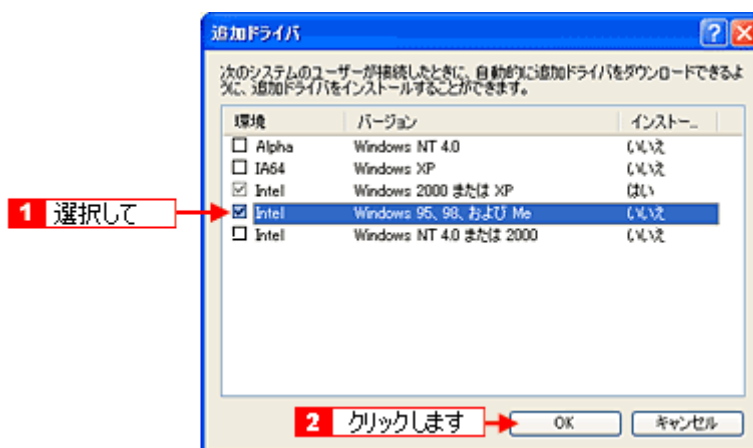 追加ドライバ
次のシステムのユーザーが接続したときに、自動的に追加ドライバをダウンロードできるよ
うに、追加ドライバをインストールすることができます。
環境 バージョン インストー...
Alpha Windows NT 4.0 いいえ
IA64 Windows XP いいえ
Intel Windows 2000 または XP はい
1 選択して
Intel Windows 95、98、および Me いいえ
Intel Windows NT 4.0 または 2000 いいえ
2 クリックします
OK キャンセル